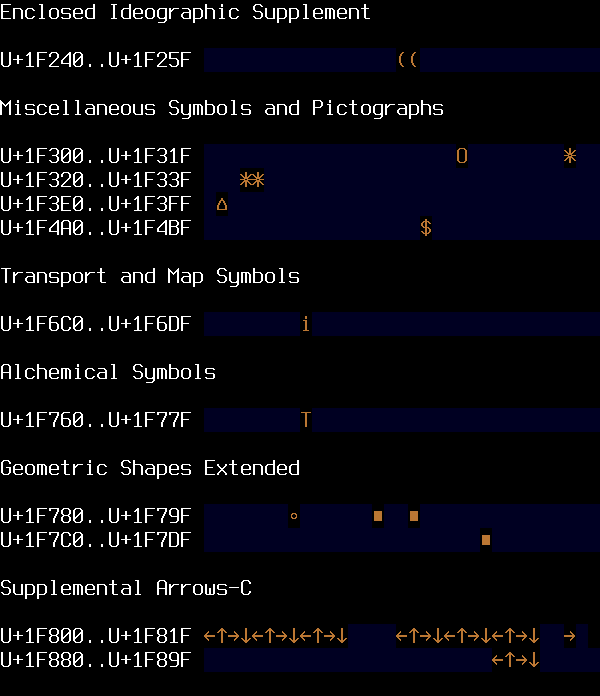 Enclosed Ideographic Supplement
U+1F240..U+1F25F ((
Miscellaneous Symbols and Pictographs
U+1F300..U+1F31F O *
U+1F320..U+1F33F **
U+1F3E0..U+1F3FF ⌂
U+1F4A0..U+1F4BF $
Transport and Map Symbols
U+1F6C0..U+1F6DF i
Alchemical Symbols
U+1F760..U+1F77F T
Geometric Shapes Extended
U+1F780..U+1F79F ∘ ■ ■
U+1F7C0..U+1F7DF ■
Supplemental Arrows-C
U+1F800..U+1F81F ←↑→↓←↑→↓←↑→↓ ←↑→↓←↑→↓←↑→↓ →
U+1F880..U+1F89F ←↑→↓